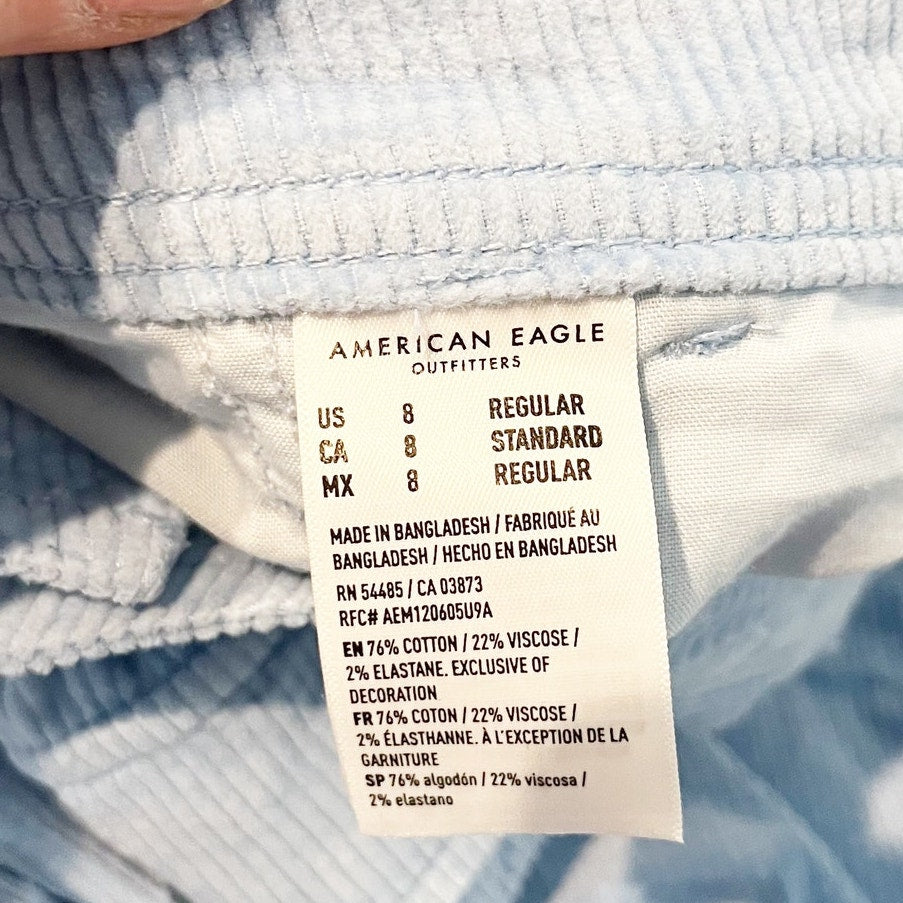 AMERICAN EAGLE
OUTFITTERS
US 8 REGULAR
CA 8 STANDARD
MX 8 REGULAR
MADE IN BANGLADESH / FABRIQUÉ AU
BANGLADESH / HECHO EN BANGLADESH
RN 54485 / CA 03873
RFC# AEM120605U9A
EN 76% COTTON / 22% VISCOSE /
2% ELASTANE. EXCLUSIVE OF
DECORATION
FR 76% COTON / 22% VISCOSE /
2% ÉLASTHANNE. À L'EXCEPTION DE LA
GARNITURE
SP 76% algodón / 22% viscosa /
2% elastano